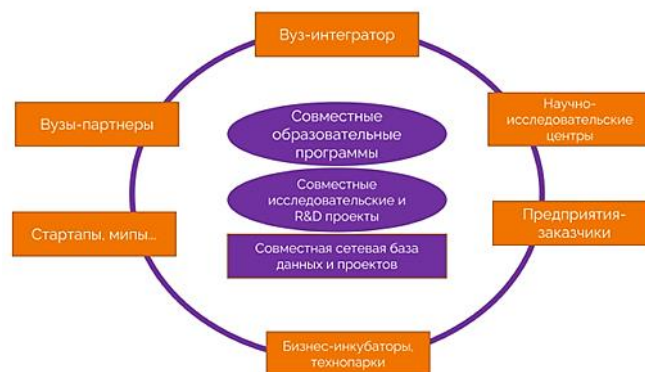 Вуз-интегратор
Вузы-партнеры
Совместные
образовательные
программы
Научно-
исследовательские
центры
Совместные
исследовательские и
R&D проекты
Стартапы, мипы...
Предприятия-
заказчики
Совместная сетевая база
данных и проектов
Бизнес-инкубаторы,
технопарки